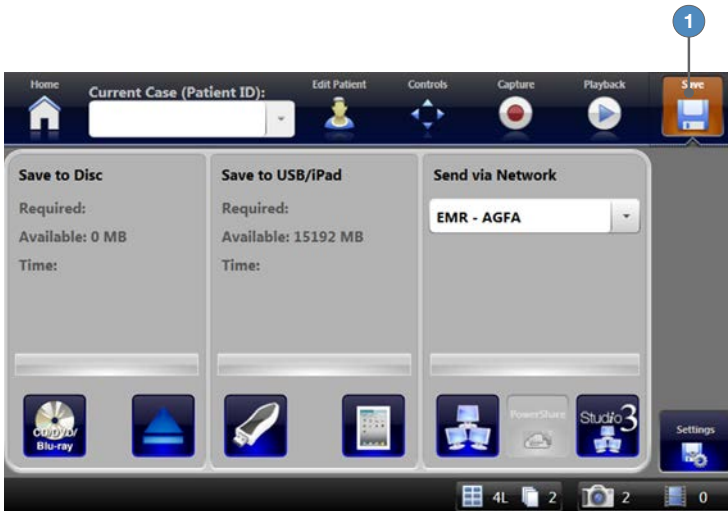 1
Home
Current Case (Patient ID):
Edit Patient
Controls
Capture
Playback
Save
Save to Disc
Required:
Available: 0 MB
Time:
Save to USB/iPad
Required:
Available: 15192 MB
Time:
Send via Network
EMR - AGFA
CD/DVD/
Blu-ray
PowerShare
Studio3
Settings
4L
2
2
0